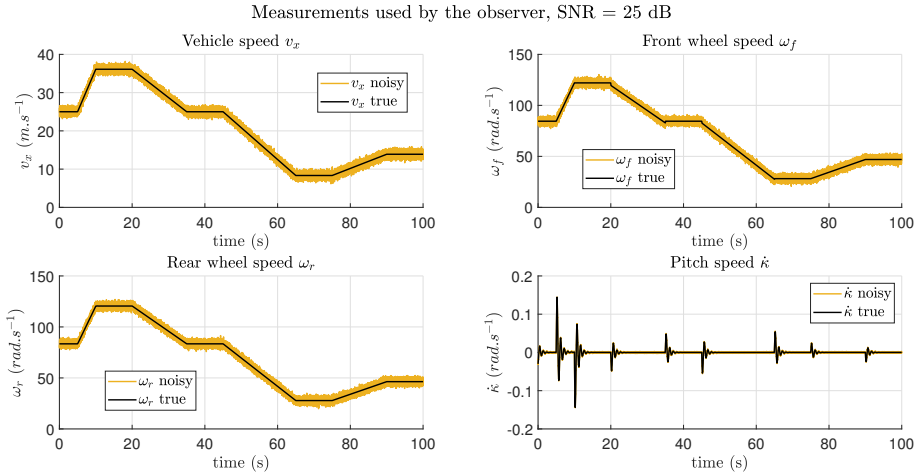 Measurements used by the observer, SNR = 25 dB
Vehicle speed vₓ
40
30
20
10
0
vₓ (m.s⁻¹)
vₓ noisy
vₓ true
0 20 40 60 80 100
time (s)
Front wheel speed ω_f
150
100
50
0
ω_f (rad.s⁻¹)
ω_f noisy
ω_f true
0 20 40 60 80 100
time (s)
Rear wheel speed ω_r
150
100
50
0
ω_r (rad.s⁻¹)
ω_r noisy
ω_r true
0 20 40 60 80 100
time (s)
Pitch speed κ̇
0.2
0.1
0
-0.1
-0.2
κ̇ (rad.s⁻¹)
κ̇ noisy
κ̇ true
0 20 40 60 80 100
time (s)